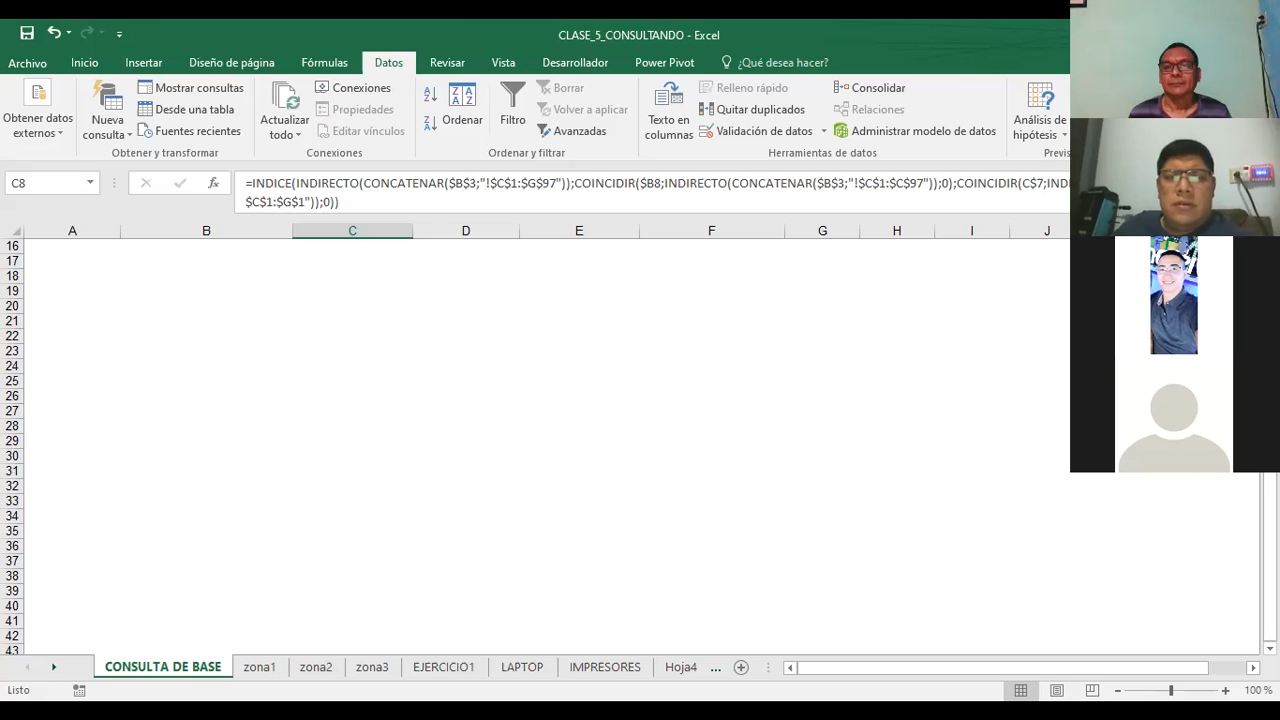 CLASE_5_CONSULTANDO - Excel
Archivo Inicio Insertar Diseño de página Fórmulas Datos Revisar Vista Desarrollador Power Pivot ¿Qué desea hacer?
Obtener datos externos
Nueva consulta
Mostrar consultas
Desde una tabla
Fuentes recientes
Obtener y transformar
Actualizar todo
Conexiones
Propiedades
Editar vínculos
Conexiones
Ordenar
Filtro
Borrar
Volver a aplicar
Avanzadas
Ordenar y filtrar
Texto en columnas
Relleno rápido
Quitar duplicados
Validación de datos
Consolidar
Relaciones
Administrar modelo de datos
Herramientas de datos
Análisis de hipótesis
Previs
C8
=INDICE(INDIRECTO(CONCATENAR($B$3;"!$C$1:$G$97"));COINCIDIR($B8;INDIRECTO(CONCATENAR($B$3;"!$C$1:$C$97"));0);COINCIDIR(C$7;INDI
$C$1:$G$1"));0))
A B C D E F G H I J
16
17
18
19
20
21
22
23
24
25
26
27
28
29
30
31
32
33
34
35
36
37
38
39
40
41
42
43
CONSULTA DE BASE zona1 zona2 zona3 EJERCICIO1 LAPTOP IMPRESORES Hoja4 ...
Listo
100 %